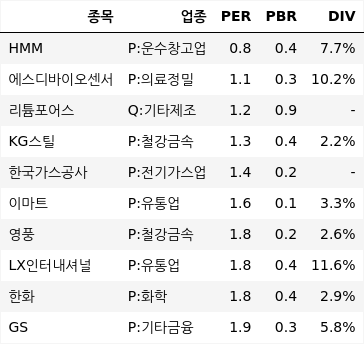 종목 업종 PER PBR DIV
HMM P:운수창고업 0.8 0.4 7.7%
에스디바이오센서 P:의료정밀 1.1 0.3 10.2%
리튬포어스 Q:기타제조 1.2 0.9 -
KG스틸 P:철강금속 1.3 0.4 2.2%
한국가스공사 P:전기가스업 1.4 0.2 -
이마트 P:유통업 1.6 0.1 3.3%
영풍 P:철강금속 1.8 0.2 2.6%
LX인터내셔널 P:유통업 1.8 0.4 11.6%
한화 P:화학 1.8 0.4 2.9%
GS P:기타금융 1.9 0.3 5.8%